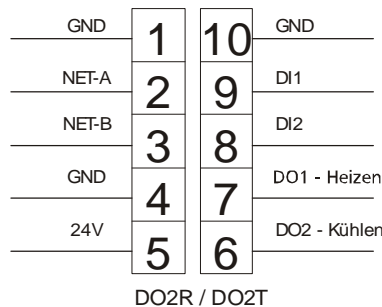 GND 1 10 GND
NET-A 2 9 DI1
NET-B 3 8 DI2
GND 4 7 DO1 - Heizen
24V 5 6 DO2 - Kühlen
DO2R / DO2T